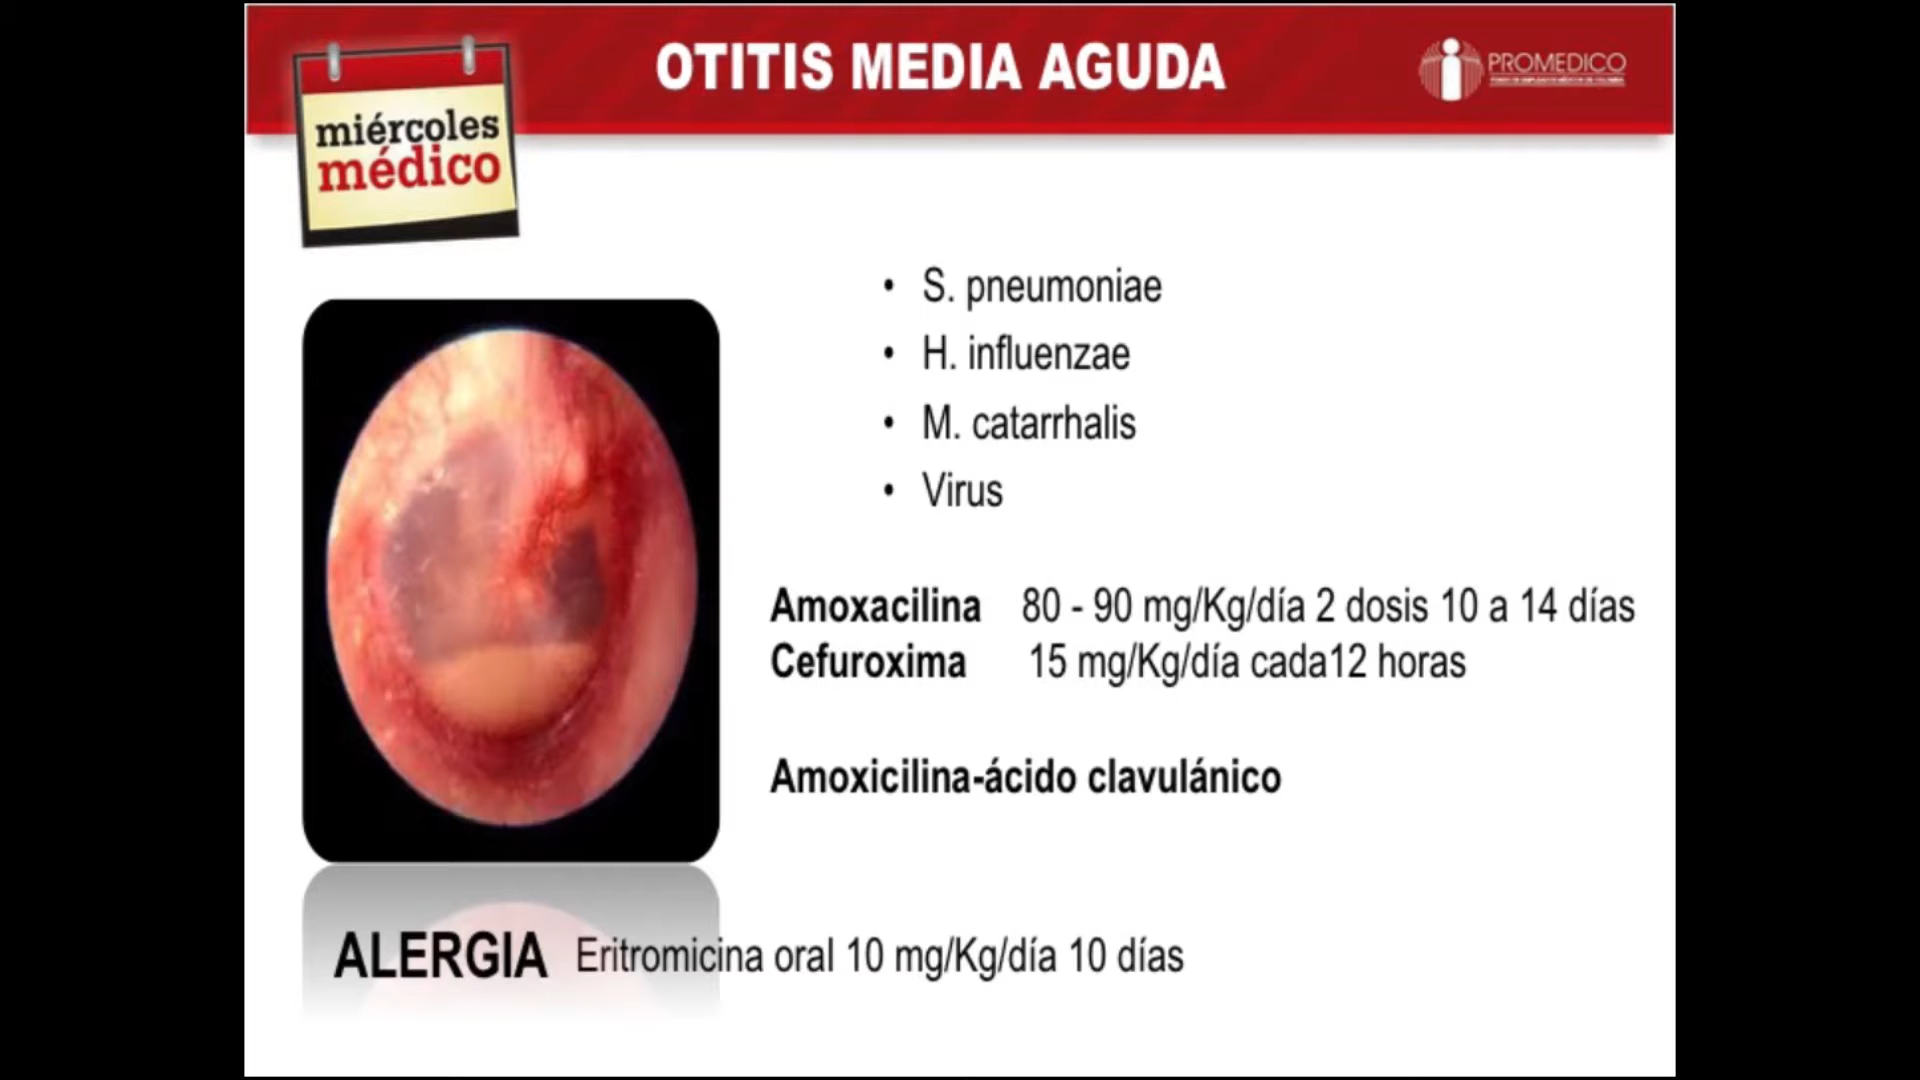 OTITIS MEDIA AGUDA
PROMEDICO
miércoles
médico
• S. pneumoniae
• H. influenzae
• M. catarrhalis
• Virus
Amoxacilina 80 - 90 mg/Kg/día 2 dosis 10 a 14 días
Cefuroxima 15 mg/Kg/día cada12 horas
Amoxicilina-ácido clavulánico
ALERGIA Eritromicina oral 10 mg/Kg/día 10 días